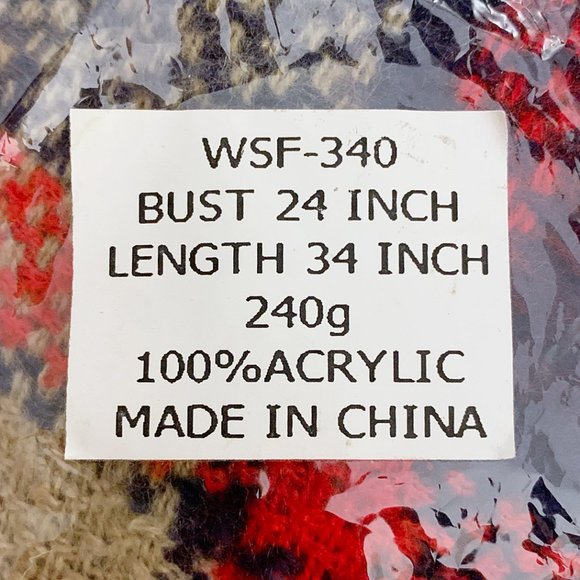 WSF-340
BUST 24 INCH
LENGTH 34 INCH
240g
100%ACRYLIC
MADE IN CHINA